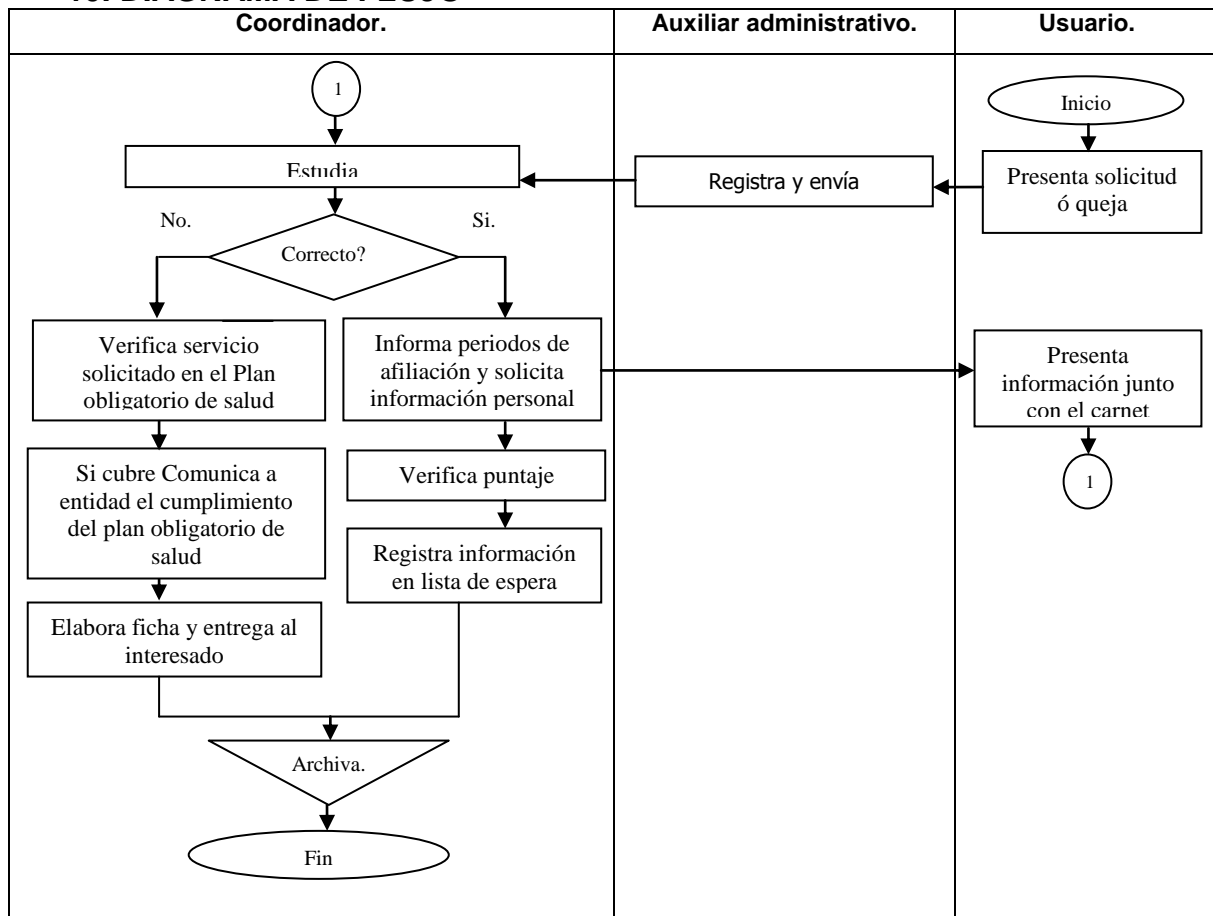 Coordinador.
Auxiliar administrativo.
Usuario.
1
Inicio
Estudia
Registra y envía
Presenta solicitud
ó queja
No.
Si.
Correcto?
Verifica servicio
solicitado en el Plan
obligatorio de salud
Informa periodos de
afiliación y solicita
información personal
Presenta
información junto
con el carnet
Si cubre Comunica a
entidad el cumplimiento
del plan obligatorio de
salud
Verifica puntaje
1
Registra información
en lista de espera
Elabora ficha y entrega al
interesado
Archiva.
Fin